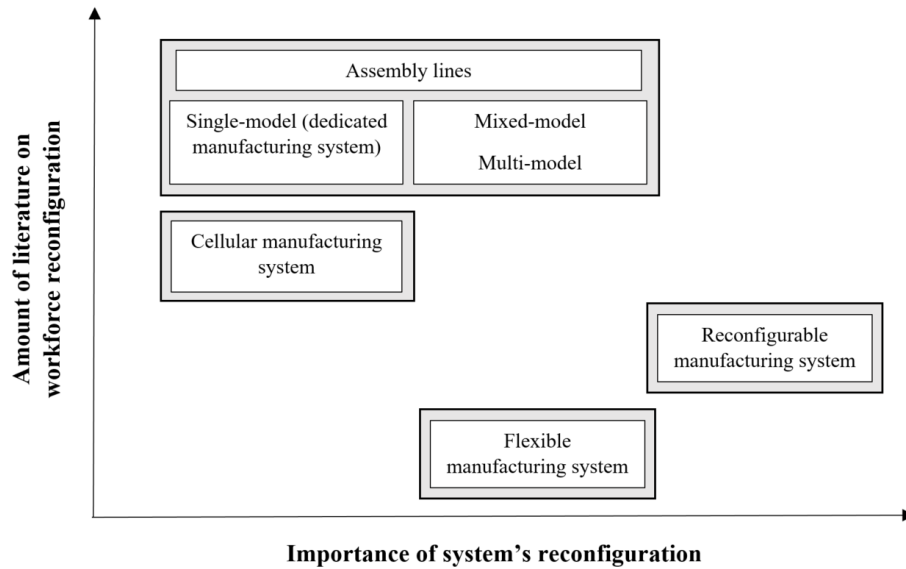 Amount of literature on
workforce reconfiguration
Assembly lines
Single-model (dedicated
manufacturing system)
Mixed-model
Multi-model
Cellular manufacturing
system
Reconfigurable
manufacturing system
Flexible
manufacturing system
Importance of system's reconfiguration